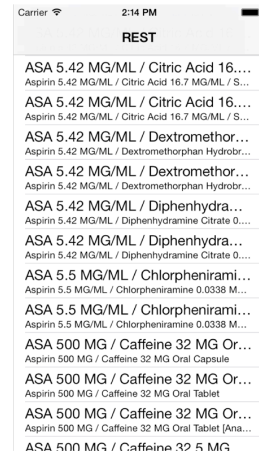 Carrier 2:14 PM
REST
ASA 5.42 MG/ML / Citric Acid 16....
Aspirin 5.42 MG/ML / Citric Acid 16.7 MG/ML / S...
ASA 5.42 MG/ML / Citric Acid 16....
Aspirin 5.42 MG/ML / Citric Acid 16.7 MG/ML / S...
ASA 5.42 MG/ML / Dextromethor...
Aspirin 5.42 MG/ML / Dextromethorphan Hydrobr...
ASA 5.42 MG/ML / Dextromethor...
Aspirin 5.42 MG/ML / Dextromethorphan Hydrobr...
ASA 5.42 MG/ML / Diphenhydra...
Aspirin 5.42 MG/ML / Diphenhydramine Citrate 0....
ASA 5.42 MG/ML / Diphenhydra...
Aspirin 5.42 MG/ML / Diphenhydramine Citrate 0....
ASA 5.5 MG/ML / Chlorphenirami...
Aspirin 5.5 MG/ML / Chlorpheniramine 0.0338 M...
ASA 5.5 MG/ML / Chlorphenirami...
Aspirin 5.5 MG/ML / Chlorpheniramine 0.0338 M...
ASA 500 MG / Caffeine 32 MG Or...
Aspirin 500 MG / Caffeine 32 MG Oral Capsule
ASA 500 MG / Caffeine 32 MG Or...
Aspirin 500 MG / Caffeine 32 MG Oral Tablet
ASA 500 MG / Caffeine 32 MG Or...
Aspirin 500 MG / Caffeine 32 MG Oral Tablet [Ana...
ASA 500 MG / Caffeine 32.5 MG